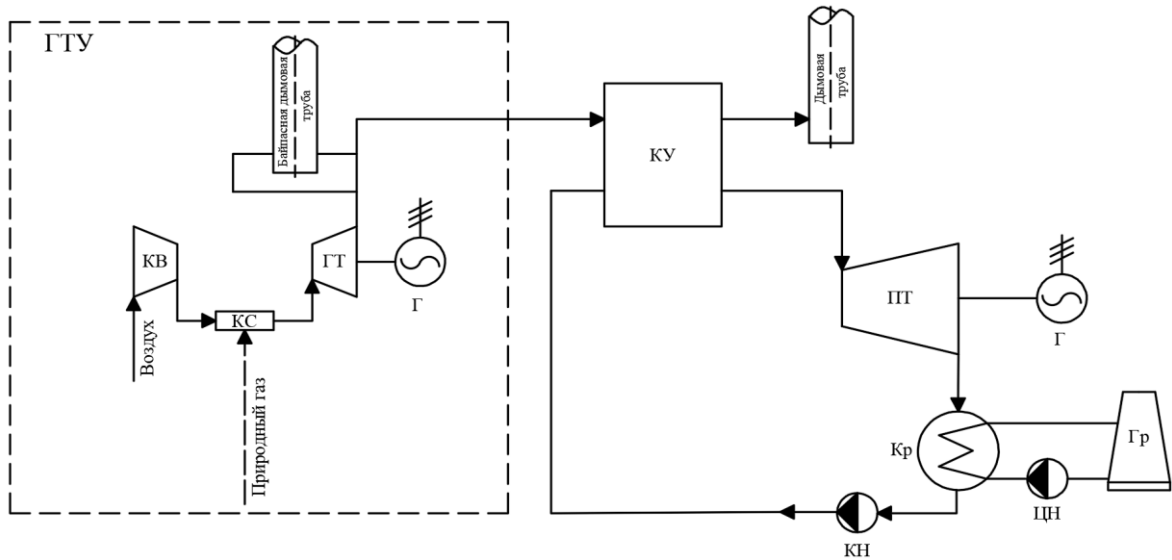 ГТУ
Байпасная дымовая
труба
Дымовая
труба
КУ
КВ
ГТ
Г
КС
Воздух
Природный газ
ПТ
Г
Кр
Гр
ЦН
КН